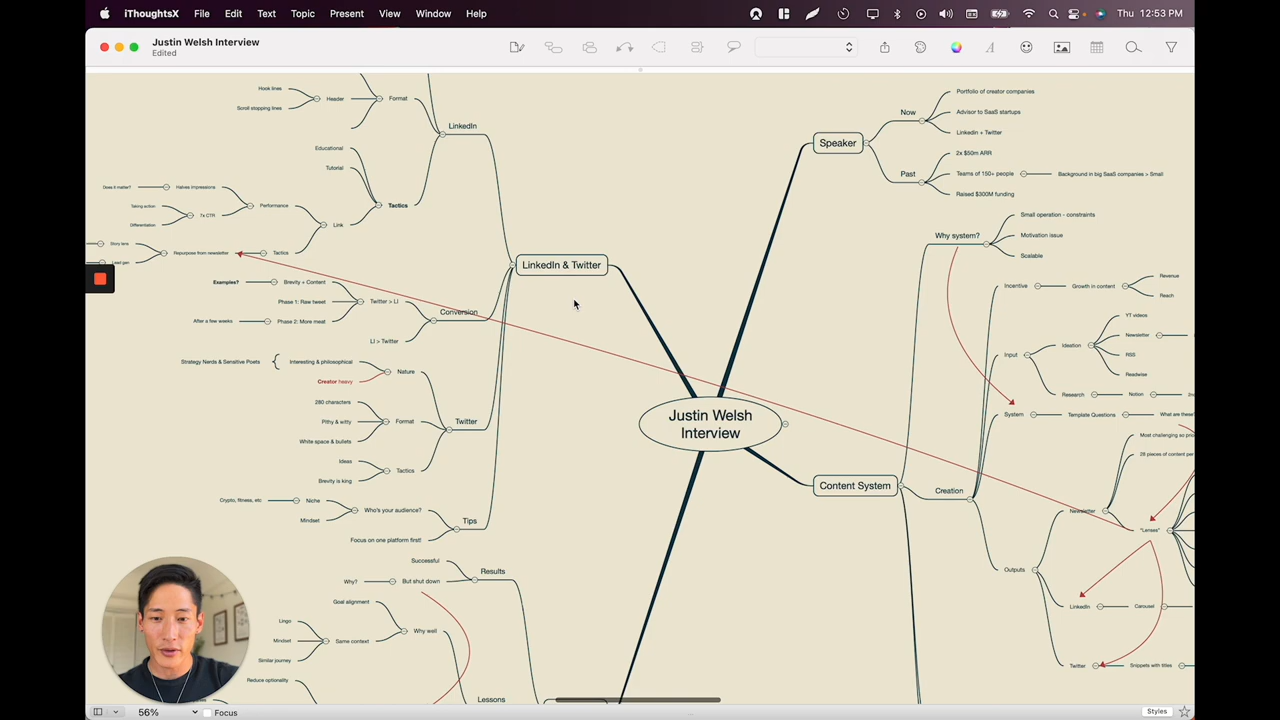 iThoughtsX File Edit Text Topic Present View Window Help Thu 12:53 PM
Justin Welsh Interview
Edited
Hook lines
Scroll stopping lines
Header
Format
LinkedIn
Educational
Tutorial
Tactics
Does it matter?
Halves impressions
Taking action
Differentiation
7x CTR
Performance
Link
Story lens
Lead gen
Repurpose from newsletter
Tactics
LinkedIn & Twitter
Examples?
Brevity + Content
Phase 1: Raw tweet
After a few weeks
Phase 2: More meat
Twitter > LI
LI > Twitter
Conversion
Strategy Nerds & Sensitive Poets
Interesting & philosophical
Creator heavy
Nature
280 characters
Pithy & witty
White space & bullets
Format
Twitter
Ideas
Brevity is king
Tactics
Crypto, fitness, etc
Niche
Mindset
Who's your audience?
Focus on one platform first!
Tips
Successful
Why?
But shut down
Results
Goal alignment
Lingo
Mindset
Similar journey
Same context
Why well
Reduce optionality
Lessons
Justin Welsh
Interview
Speaker
Now
Portfolio of creator companies
Advisor to SaaS startups
Linkedin + Twitter
Past
2x $50m ARR
Teams of 150+ people
Background in big SaaS companies > Small
Raised $300M funding
Content System
Why system?
Small operation - constraints
Motivation issue
Scalable
Creation
Incentive
Growth in content
Revenue
Reach
Input
Ideation
YT videos
Newsletter
RSS
Readwise
Research
Notion
System
Template Questions
What are these?
Outputs
Newsletter
Most challenging so
28 pieces of content per
"Lenses"
LinkedIn
Carousel
Twitter
Snippets with titles
56%
Focus
Styles